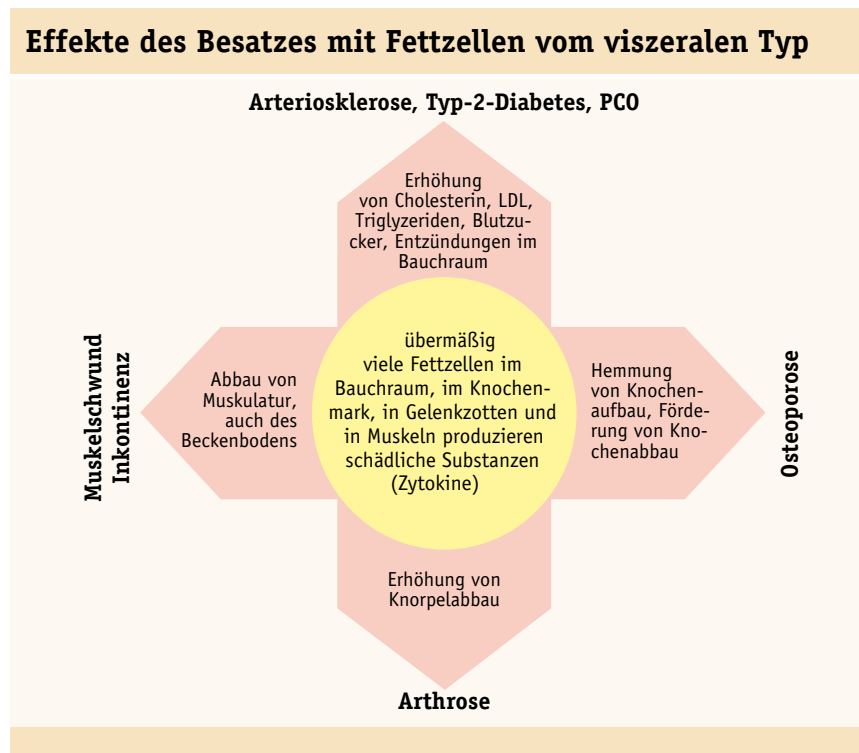 Effekte des Besatzes mit Fettzellen vom viszeralen Typ
Arteriosklerose, Typ-2-Diabetes, PCO
Erhöhung
von Cholesterin, LDL,
Triglyzeriden, Blutzu-
cker, Entzündungen im
Bauchraum
Muskelschwund
Inkontinenz
Abbau von
Muskulatur,
auch des
Beckenbodens
übermäßig
viele Fettzellen im
Bauchraum, im Knochen-
mark, in Gelenkzotten und
in Muskeln produzieren
schädliche Substanzen
(Zytokine)
Hemmung
von Knochen-
aufbau, Förde-
rung von Kno-
chenabbau
Osteoporose
Erhöhung von
Knorpelabbau
Arthrose